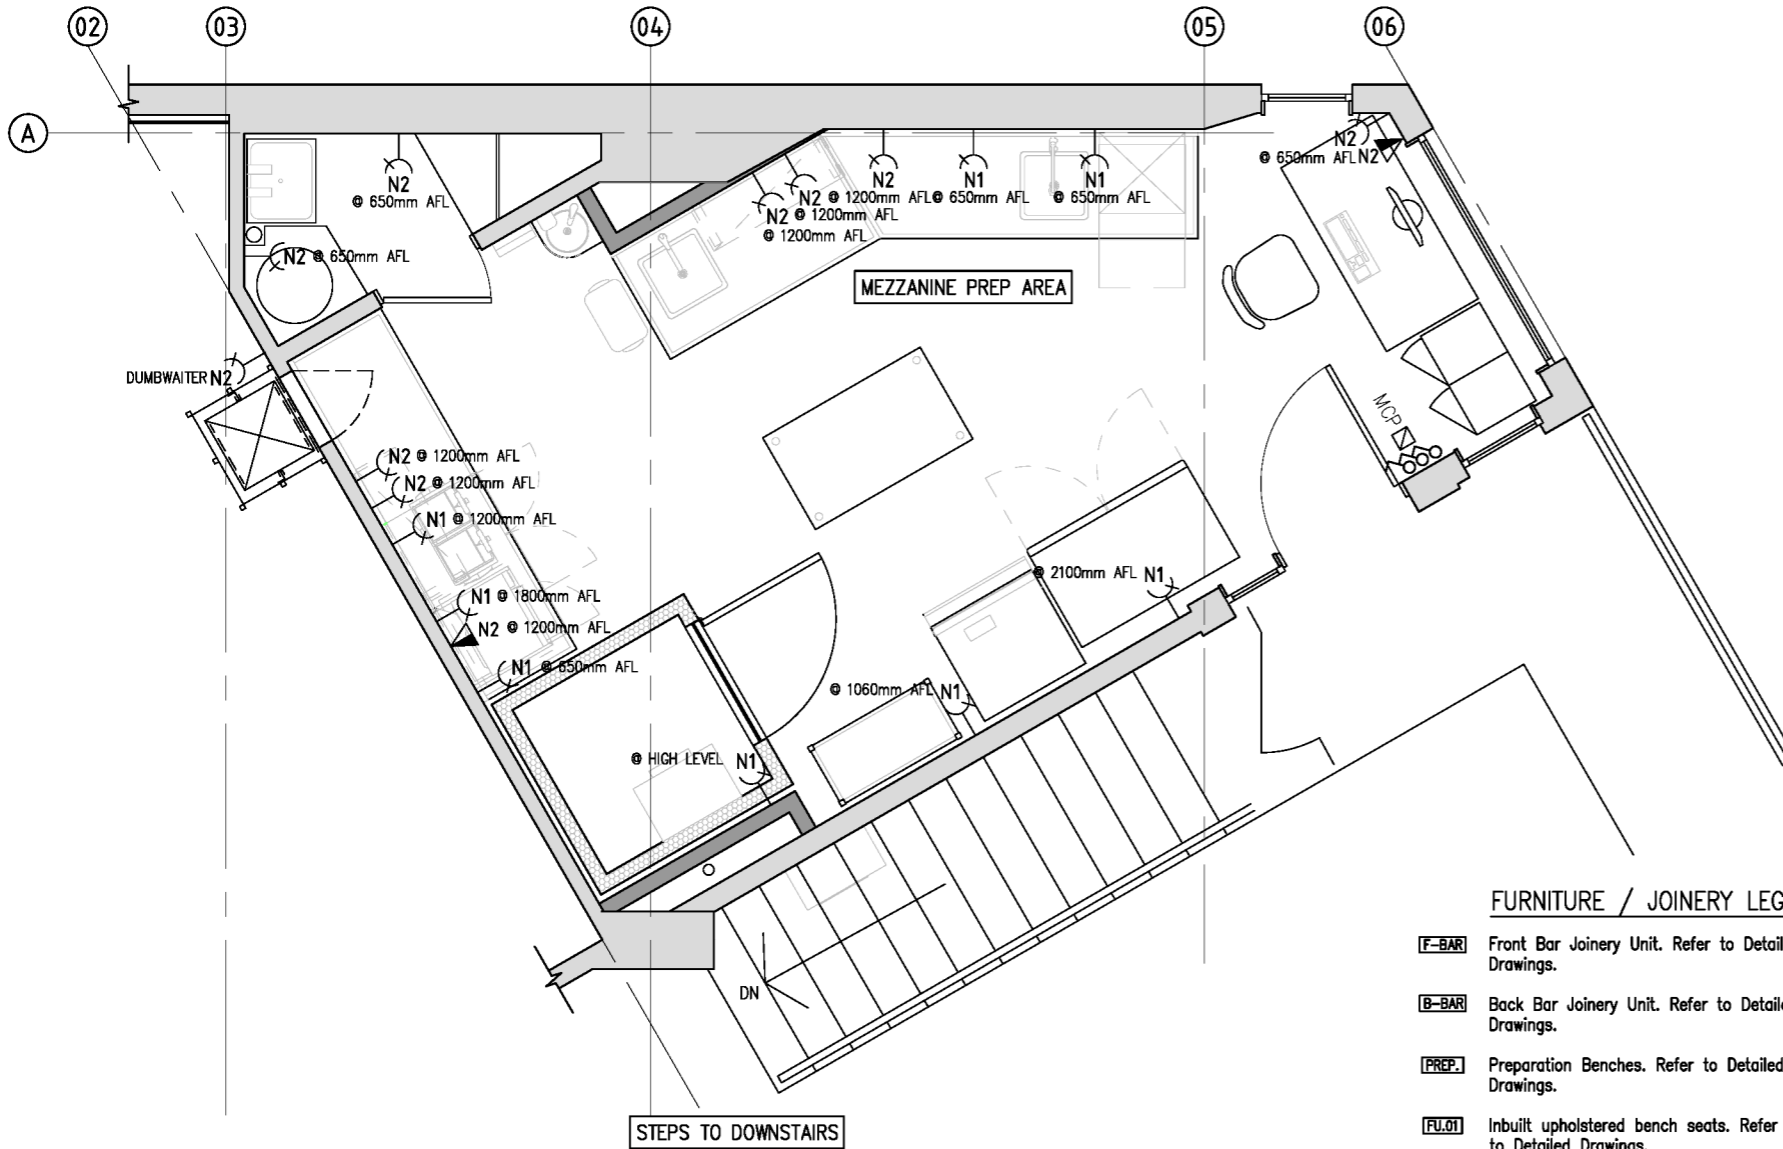 02
03
04
05
06
A
N2
@ 650mm AFL
N2 @ 650mm AFL
N2 @ 1200mm AFL
N2 @ 1200mm AFL
N2
@ 1200mm AFL
N1
@ 650mm AFL
N1
@ 650mm AFL
N2
@ 650mm AFL N2
MEZZANINE PREP AREA
DUMBWAITER N2
MCP
N2 @ 1200mm AFL
N2 @ 1200mm AFL
N1 @ 1200mm AFL
N1 @ 1800mm AFL
N2 @ 1200mm AFL
N1 @ 650mm AFL
@ 2100mm AFL N1
@ 1060mm AFL N1
@ HIGH LEVEL N1
DN
STEPS TO DOWNSTAIRS
FURNITURE / JOINERY LEG
F-BAR Front Bar Joinery Unit. Refer to Detail
Drawings.
B-BAR Back Bar Joinery Unit. Refer to Detail
Drawings.
PREP. Preparation Benches. Refer to Detailed
Drawings.
FU.01 Inbuilt upholstered bench seats. Refer
to Detailed Drawings.